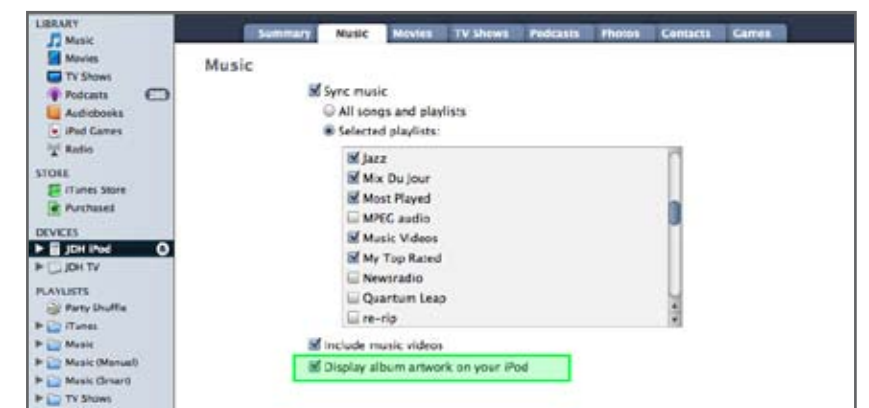 LIBRARY
Music
Movies
TV Shows
Podcasts
Audiobooks
iPod Games
Radio
STORE
iTunes Store
Purchased
DEVICES
JDH iPod
JDH TV
PLAYLISTS
Party Shuffle
iTunes
Music
Music (Manual)
Music (Smart)
TV Shows
Summary Music Movies TV Shows Podcasts Photos Contacts Games
Music
Sync music
All songs and playlists
Selected playlists:
Jazz
Mix Du Jour
Most Played
MPEG audio
Music Videos
My Top Rated
Newsradio
Quantum Leap
re-rip
Include music videos
Display album artwork on your iPod